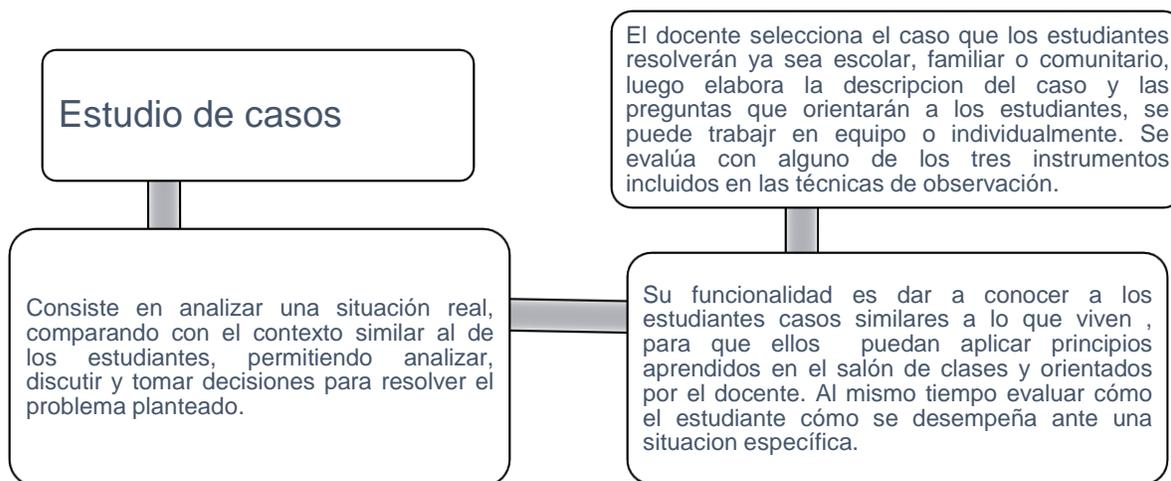 Estudio de casos
Consiste en analizar una situación real,
comparando con el contexto similar al de
los estudiantes, permitiendo analizar,
discutir y tomar decisiones para resolver el
problema planteado.
Su funcionalidad es dar a conocer a los
estudiantes casos similares a lo que viven ,
para que ellos puedan aplicar principios
aprendidos en el salón de clases y orientados
por el docente. Al mismo tiempo evaluar cómo
el estudiante cómo se desempeña ante una
situacion específica.
El docente selecciona el caso que los estudiantes
resolverán ya sea escolar, familiar o comunitario,
luego elabora la descripcion del caso y las
preguntas que orientarán a los estudiantes, se
puede trabajr en equipo o individualmente. Se
evalúa con alguno de los tres instrumentos
incluidos en las técnicas de observación.